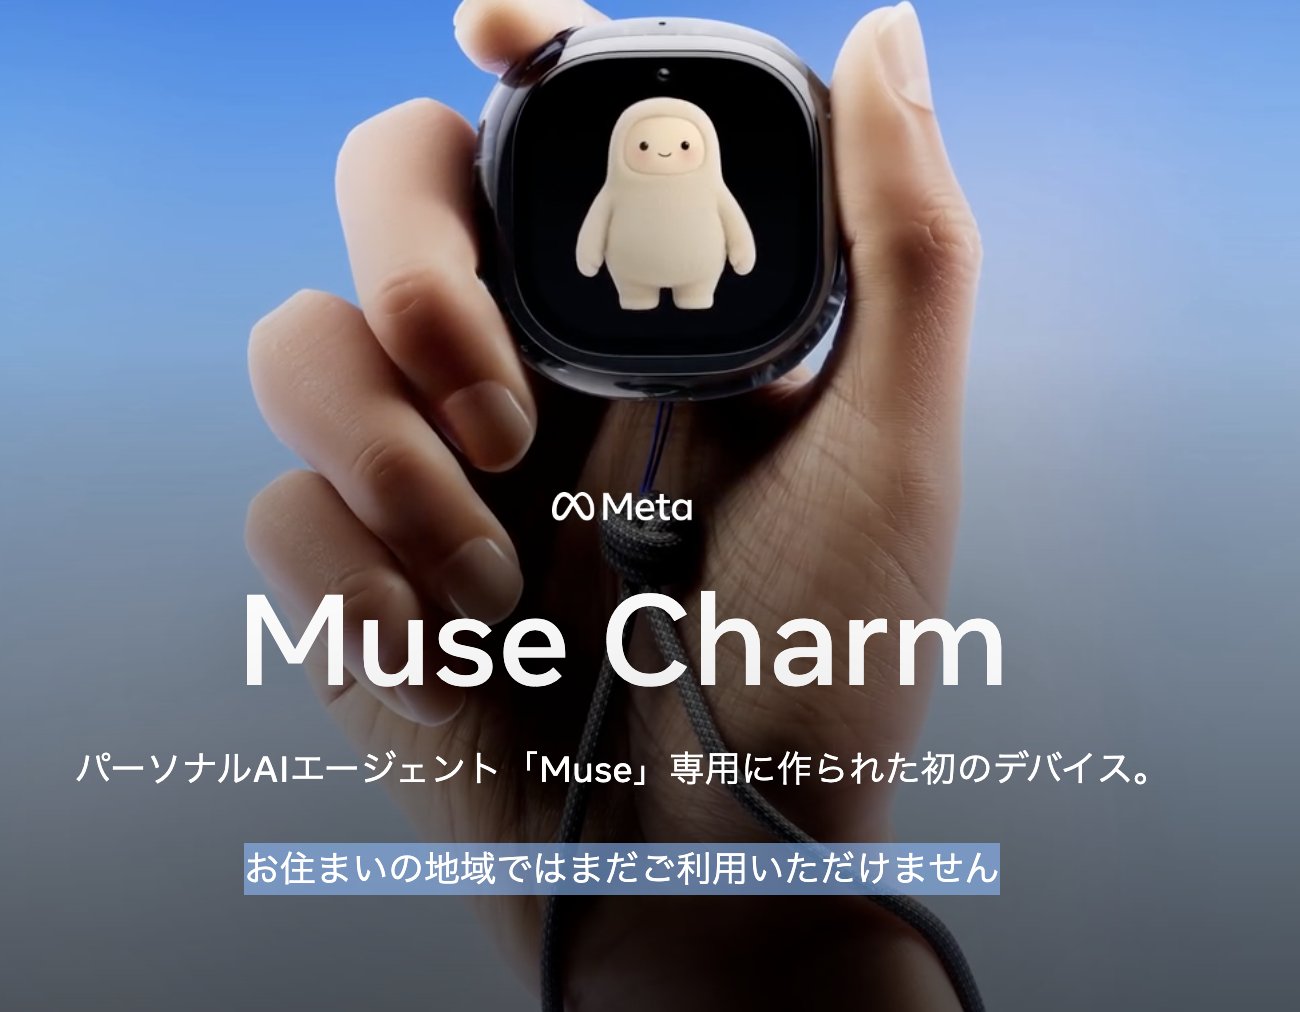 Meta
Muse Charm
パーソナルAIエージェント「Muse」専用に作られた初のデバイス。
お住まいの地域ではまだご利用いただけません